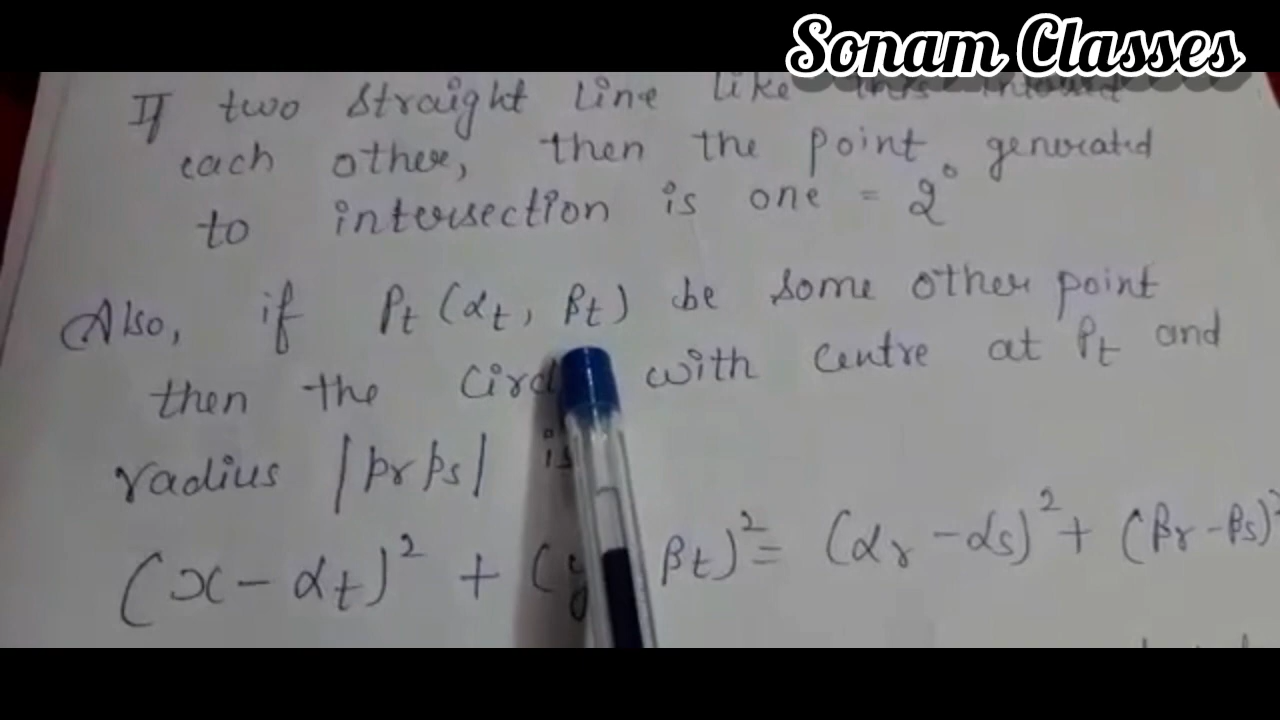 Sonam Classes
If two straight line like
each other, then the point generated
to intersection is one = 2°
Also, if Pt (αt, βt) be some other point
then the with centre at Pt and
radius |prps| is
(x - αt)² + (y βt)² = (αr - αs)² + (βr - βs)²